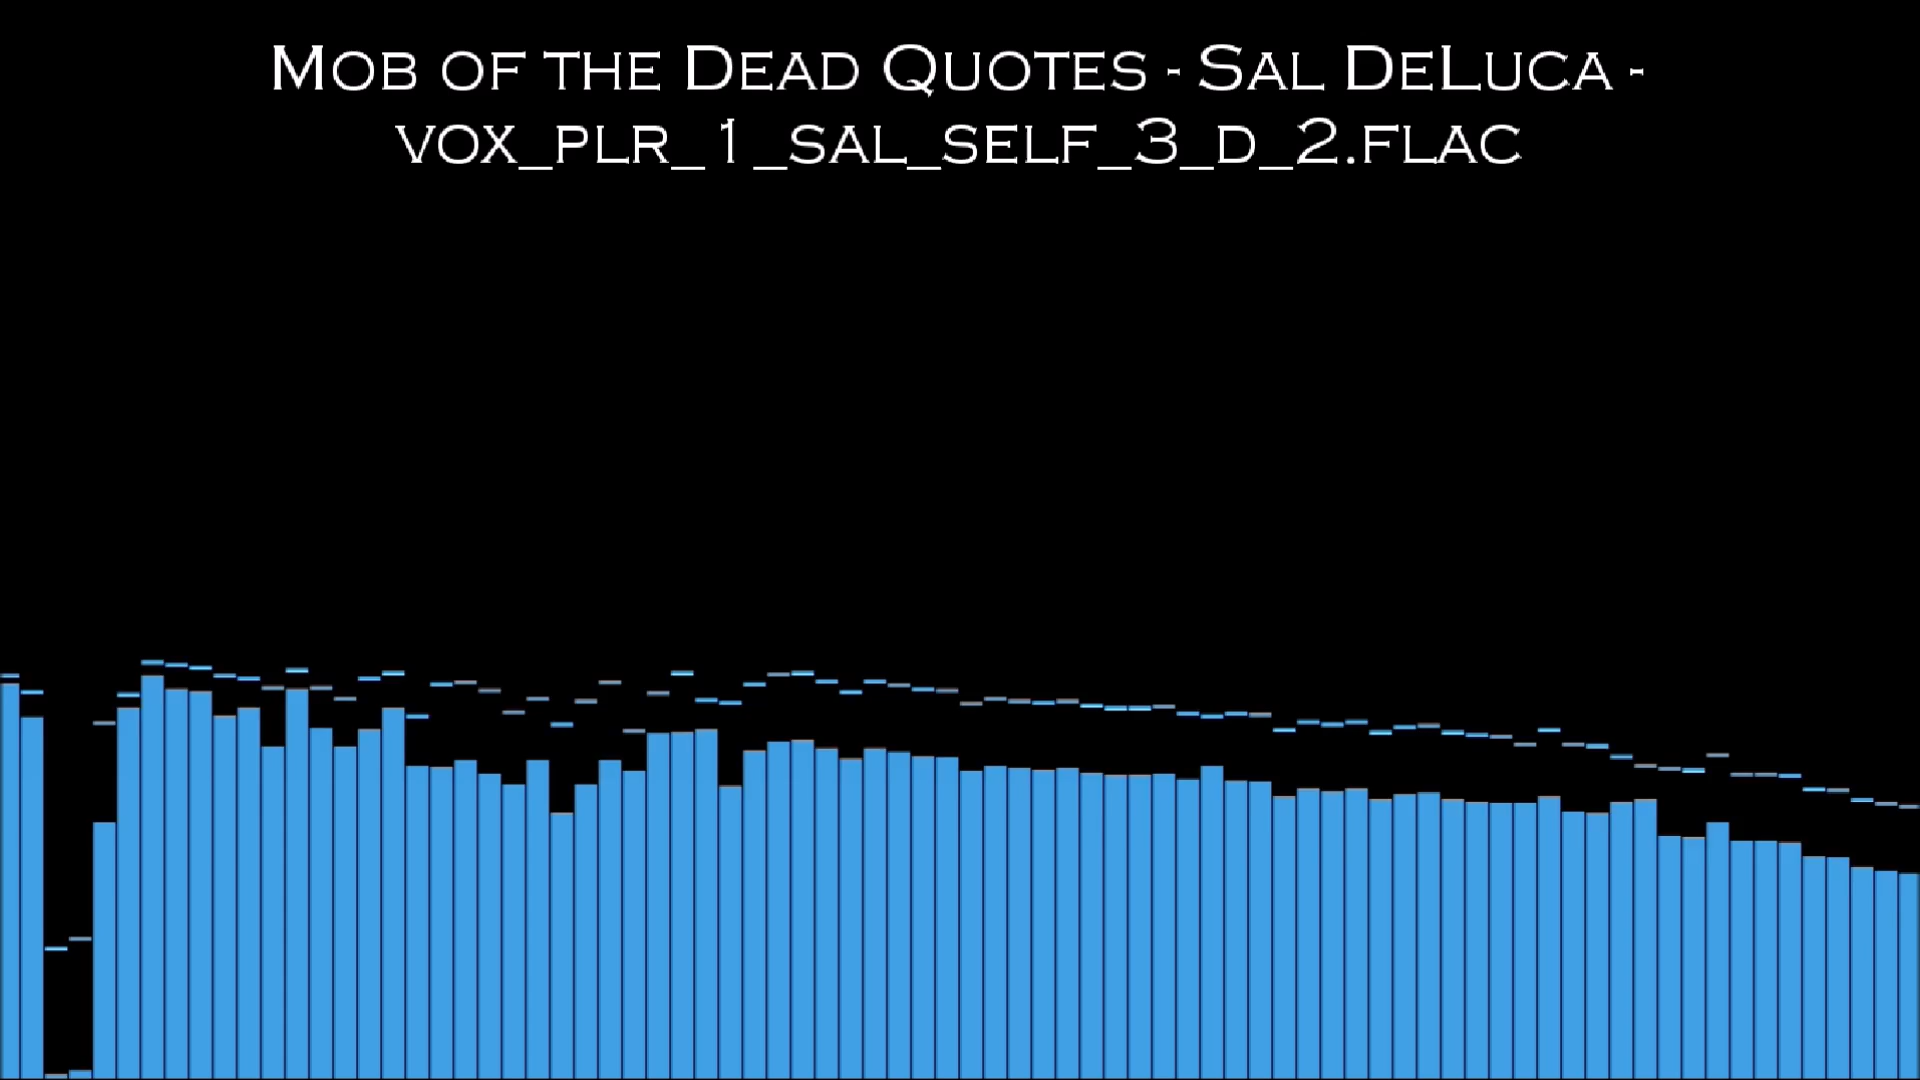 Mob of the Dead Quotes - Sal DeLuca -
vox_plr_1_sal_self_3_d_2.flac